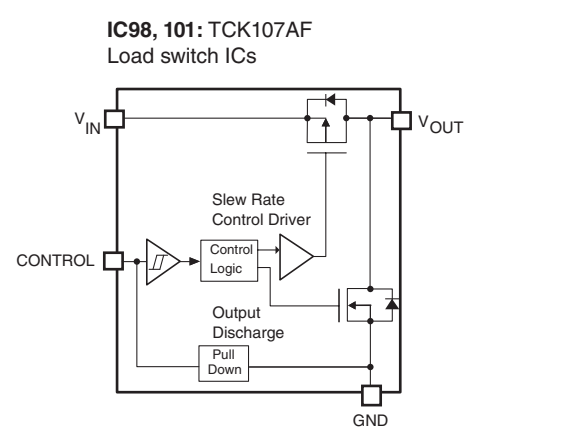 IC98, 101: TCK107AF
Load switch ICs
VIN
VOUT
Slew Rate
Control Driver
CONTROL
Control
Logic
Output
Discharge
Pull
Down
GND